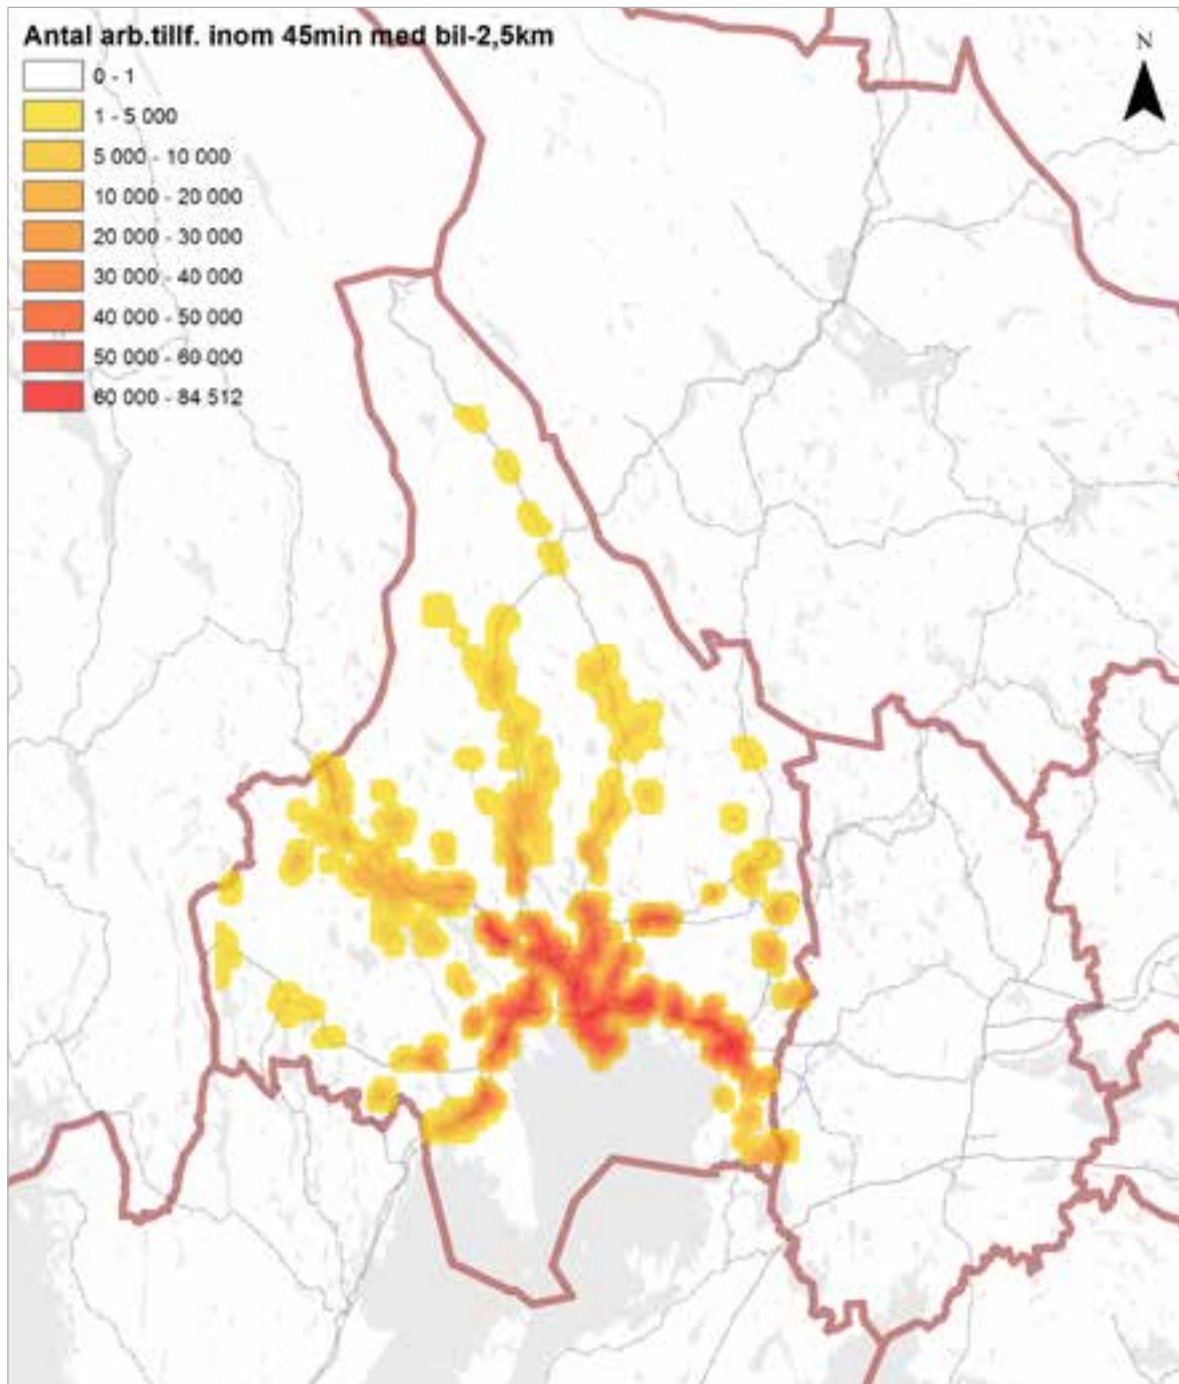 Antal arb.tillf. inom 45min med bil-2,5km
N
0 - 1
1 - 5 000
5 000 - 10 000
10 000 - 20 000
20 000 - 30 000
30 000 - 40 000
40 000 - 50 000
50 000 - 60 000
60 000 - 84 512